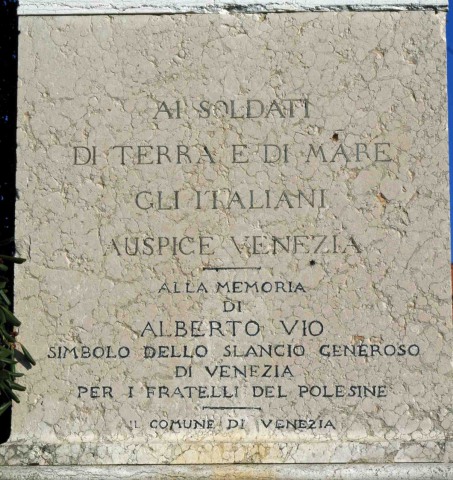 AI SOLDATI
DI TERRA E DI MARE
GLI ITALIANI
AUSPICE VENEZIA
ALLA MEMORIA
DI
ALBERTO VIO
SIMBOLO DELLO SLANCIO GENEROSO
DI VENEZIA
PER I FRATELLI DEL POLESINE
IL COMUNE DI VENEZIA